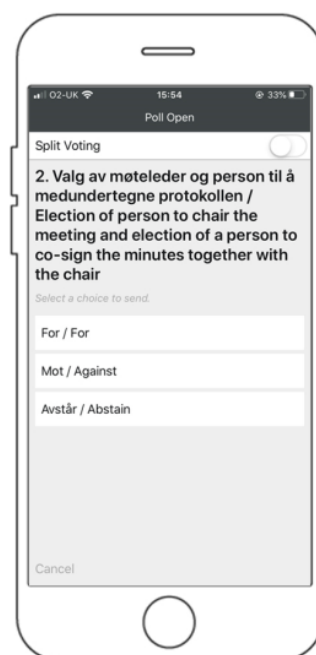 O2-UK 15:54 33%
Poll Open
Split Voting
2. Valg av møteleder og person til å
medundertegne protokollen /
Election of person to chair the
meeting and election of a person to
co-sign the minutes together with
the chair
Select a choice to send.
For / For
Mot / Against
Avstår / Abstain
Cancel